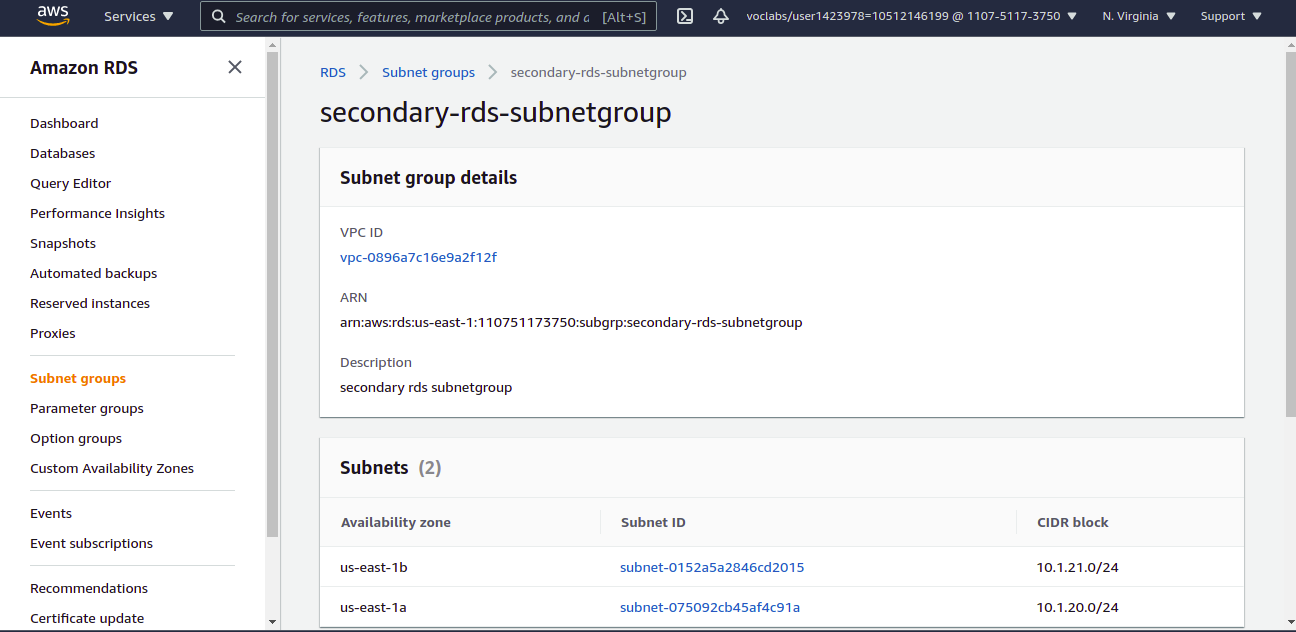 aws Services Search for services, features, marketplace products, and d [Alt+S] voclabs/user1423978=10512146199 @ 1107-5117-3750 N. Virginia Support
Amazon RDS
Dashboard
Databases
Query Editor
Performance Insights
Snapshots
Automated backups
Reserved instances
Proxies
Subnet groups
Parameter groups
Option groups
Custom Availability Zones
Events
Event subscriptions
Recommendations
Certificate update
RDS Subnet groups secondary-rds-subnetgroup
secondary-rds-subnetgroup
Subnet group details
VPC ID
vpc-0896a7c16e9a2f12f
ARN
arn:aws:rds:us-east-1:110751173750:subgrp:secondary-rds-subnetgroup
Description
secondary rds subnetgroup
Subnets (2)
Availability zone Subnet ID CIDR block
us-east-1b subnet-0152a5a2846cd2015 10.1.21.0/24
us-east-1a subnet-075092cb45af4c91a 10.1.20.0/24